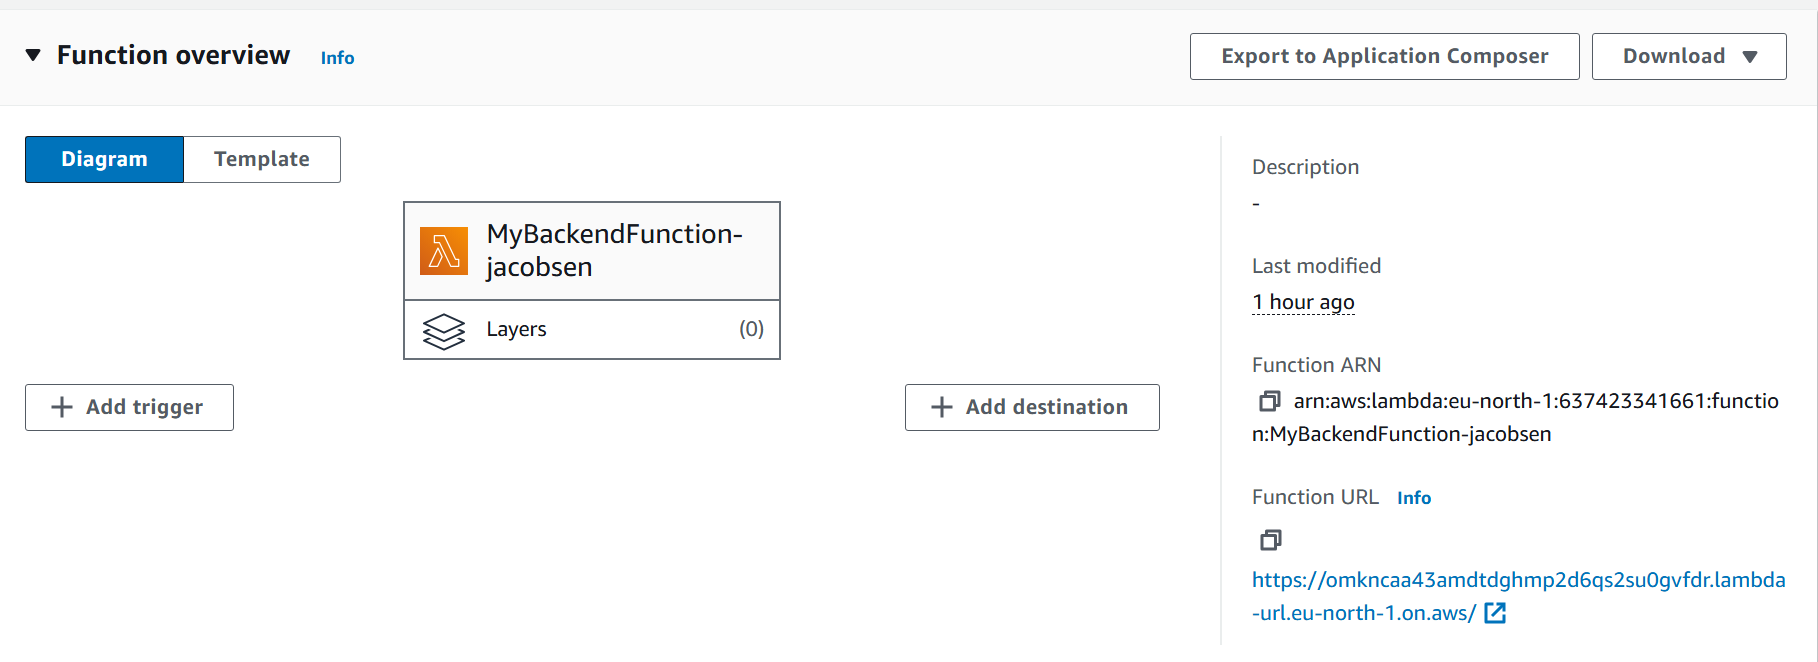 Function overview Info
Export to Application Composer
Download
Diagram
Template
MyBackendFunction-
jacobsen
Layers (0)
Add trigger
Add destination
Description
-
Last modified
1 hour ago
Function ARN
arn:aws:lambda:eu-north-1:637423341661:functio
n:MyBackendFunction-jacobsen
Function URL Info
https://omkncaa43amdtdghmp2d6qs2su0gvfdr.lambda
-url.eu-north-1.on.aws/